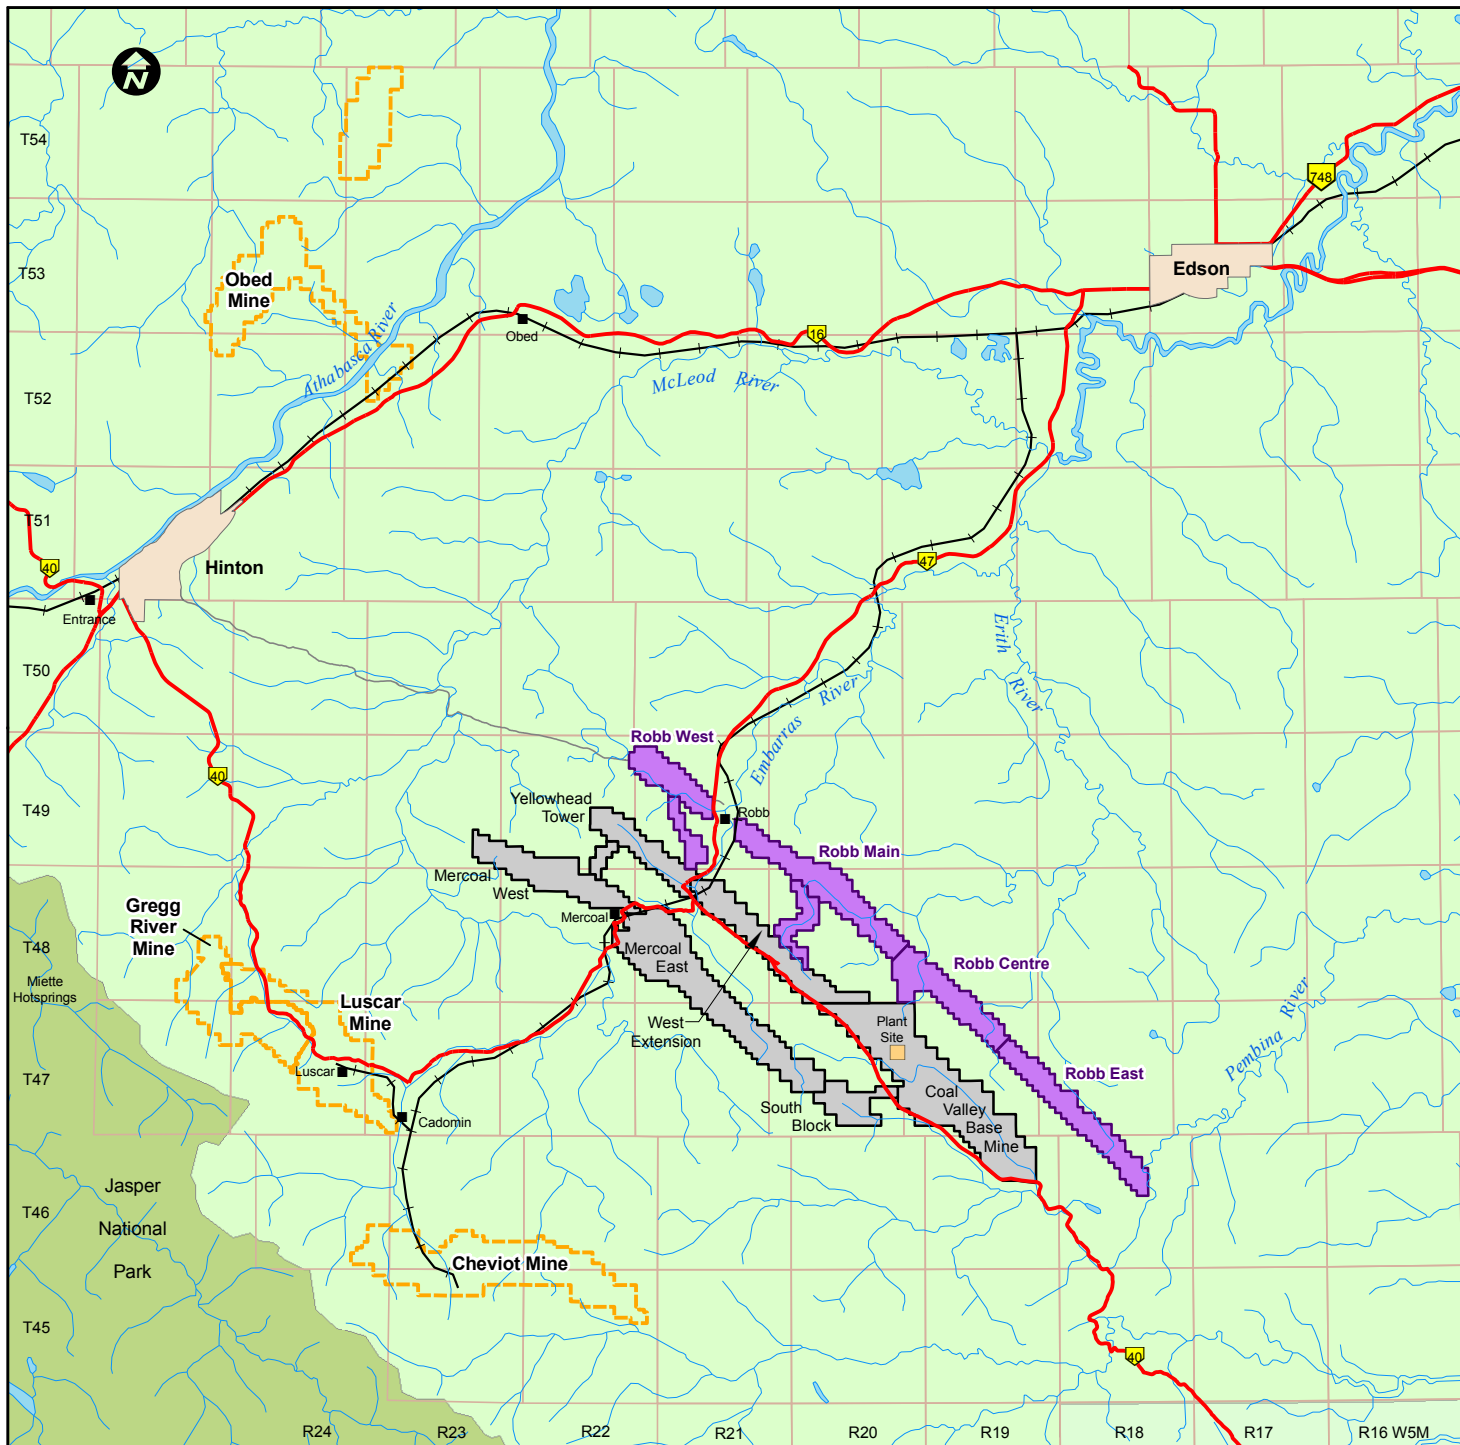 N
T54
748
T53
Obed
Mine
Edson
Athabasca River
Obed
16
McLeod River
T52
T51
40
Hinton
47
Entrance
T50
Erith
River
Embarras River
Robb West
40
T49
Yellowhead
Tower
Robb
Robb Main
Mercoal
West
Gregg
River
Mine
Mercoal
T48
Mercoal
East
Robb Centre
Miette
Hotsprings
Luscar
Mine
West
Extension
Plant
Site
Pembina River
Luscar
T47
Robb East
Coal
Valley
Base
Mine
South
Block
Cadomin
Jasper
National
Park
T46
Cheviot Mine
T45
40
R24
R23
R22
R21
R20
R19
R18
R17
R16 W5M